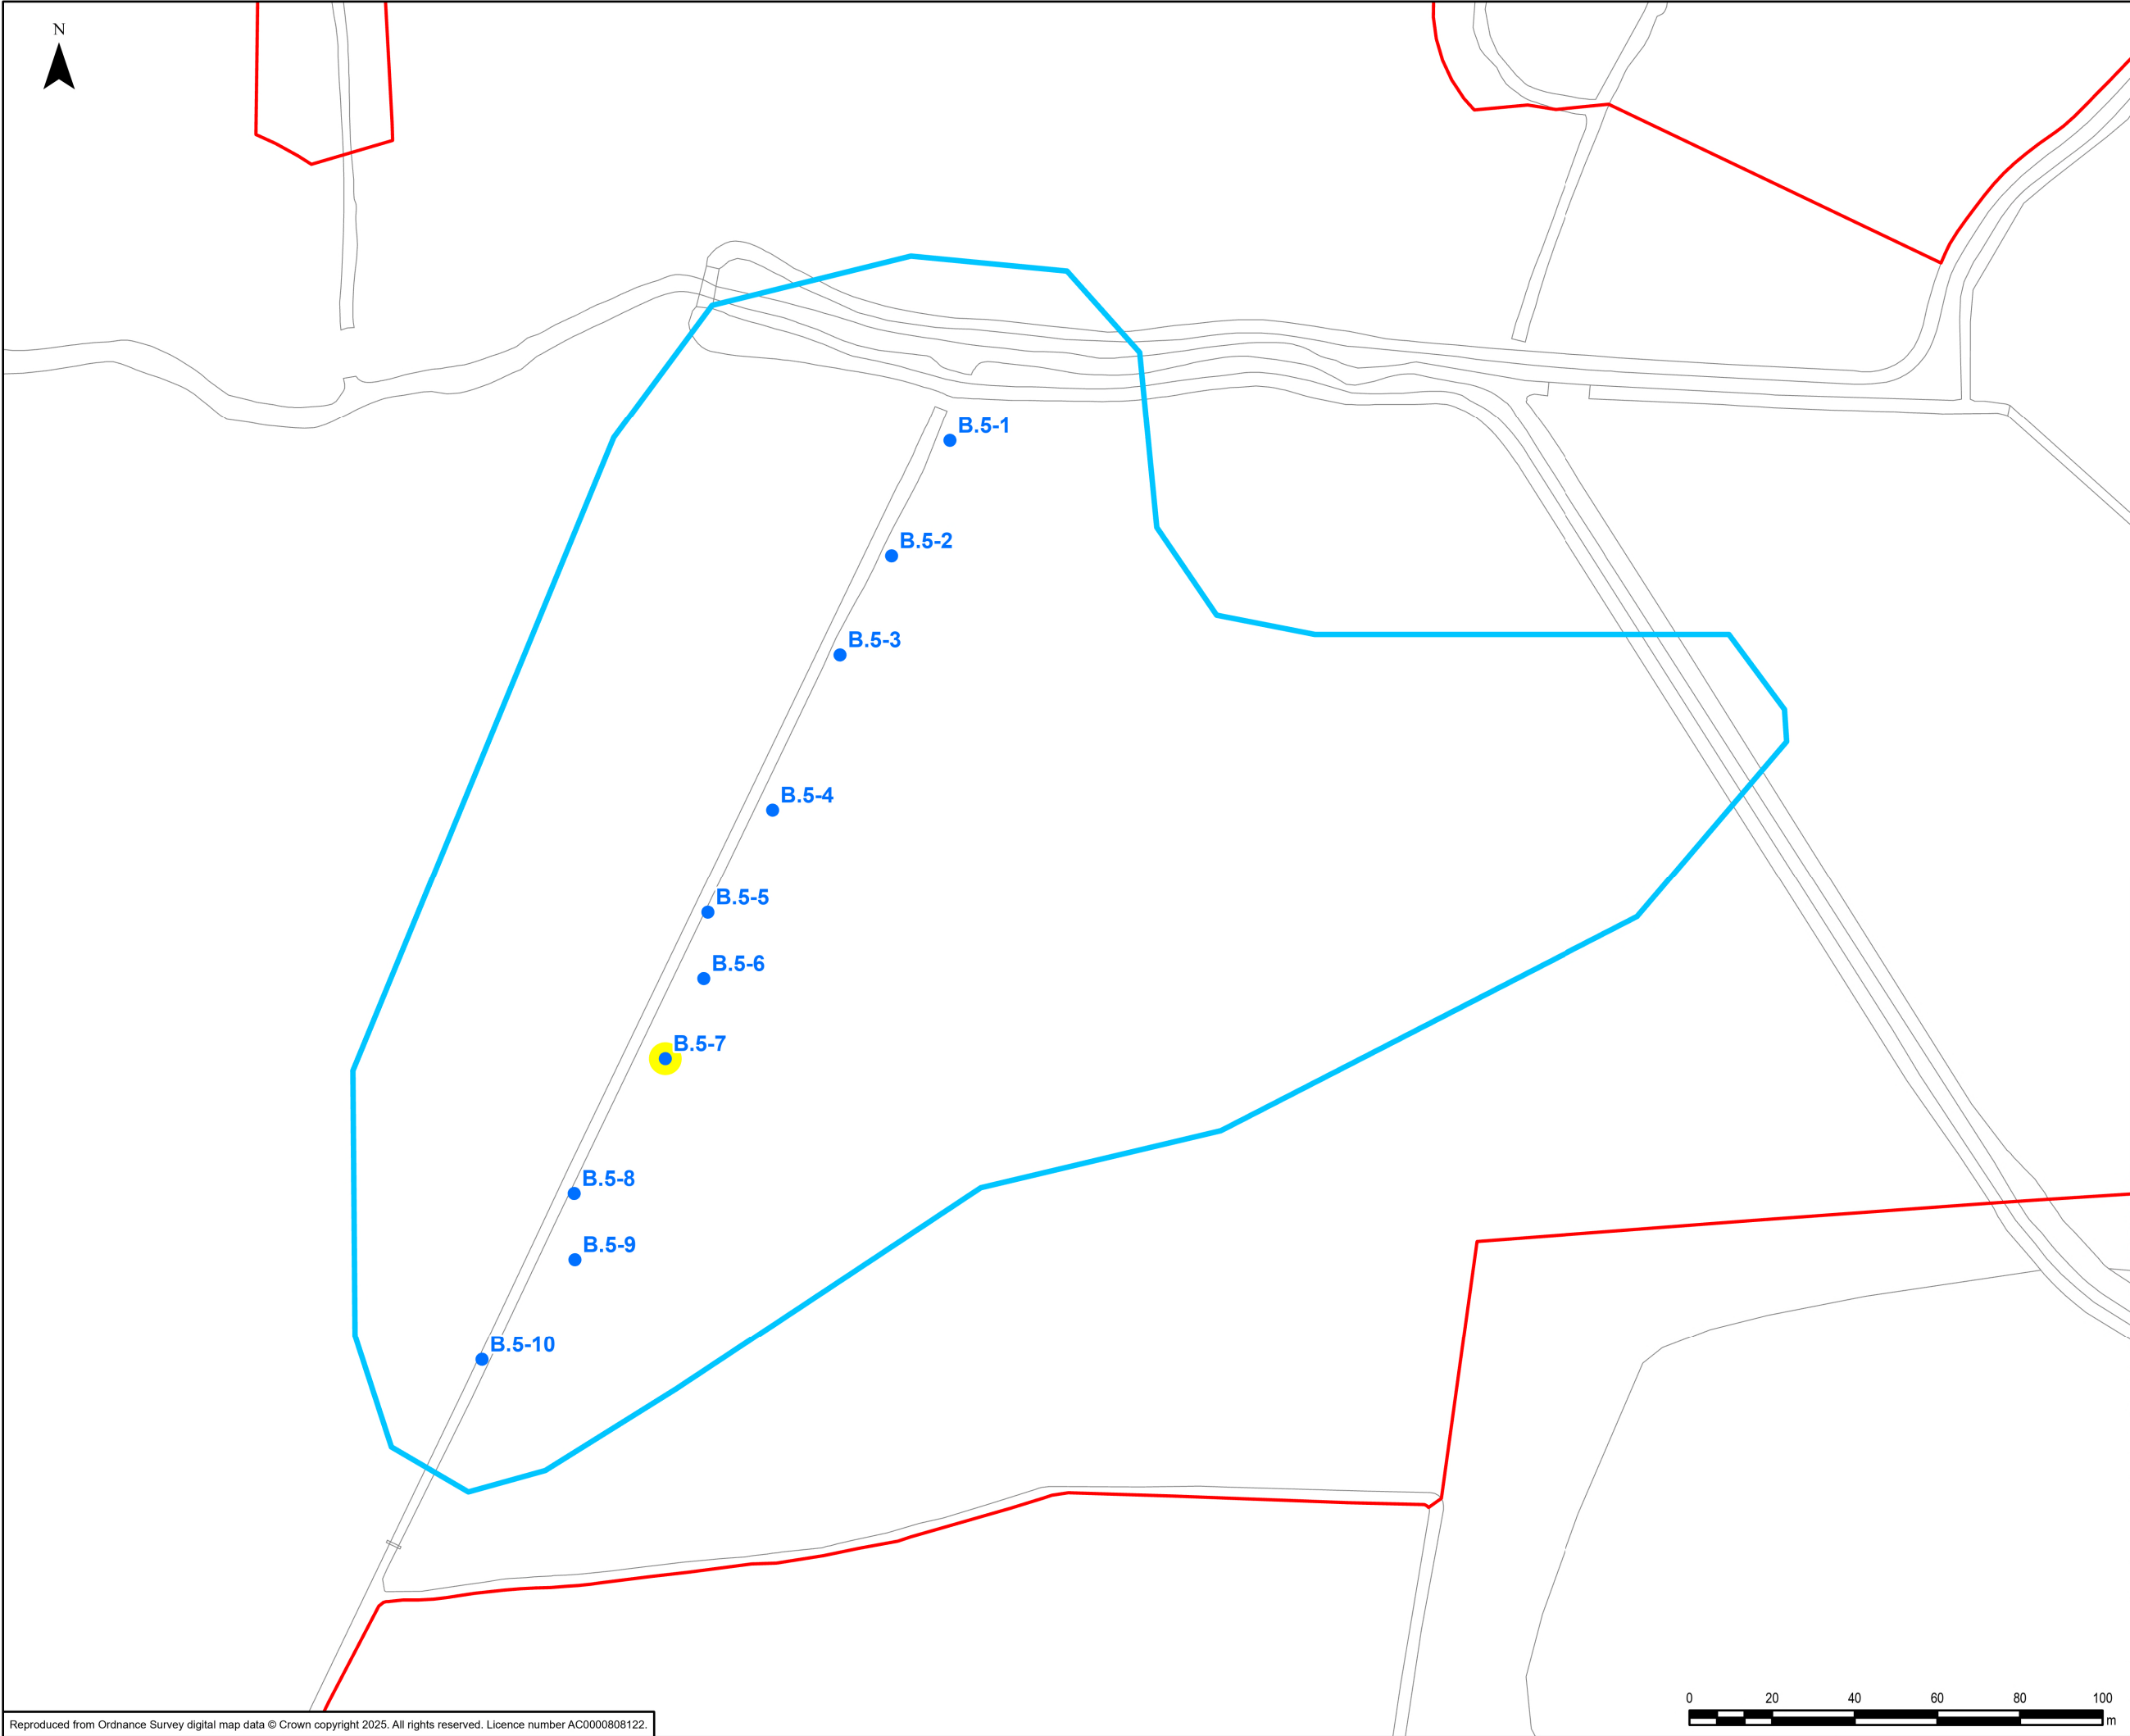 N
B.5-1
B.5-2
B.5-3
B.5-4
B.5-5
B.5-6
B.5-7
B.5-8
B.5-9
B.5-10
0 20 40 60 80 100
m
Reproduced from Ordnance Survey digital map data © Crown copyright 2025. All rights reserved. Licence number AC0000808122.